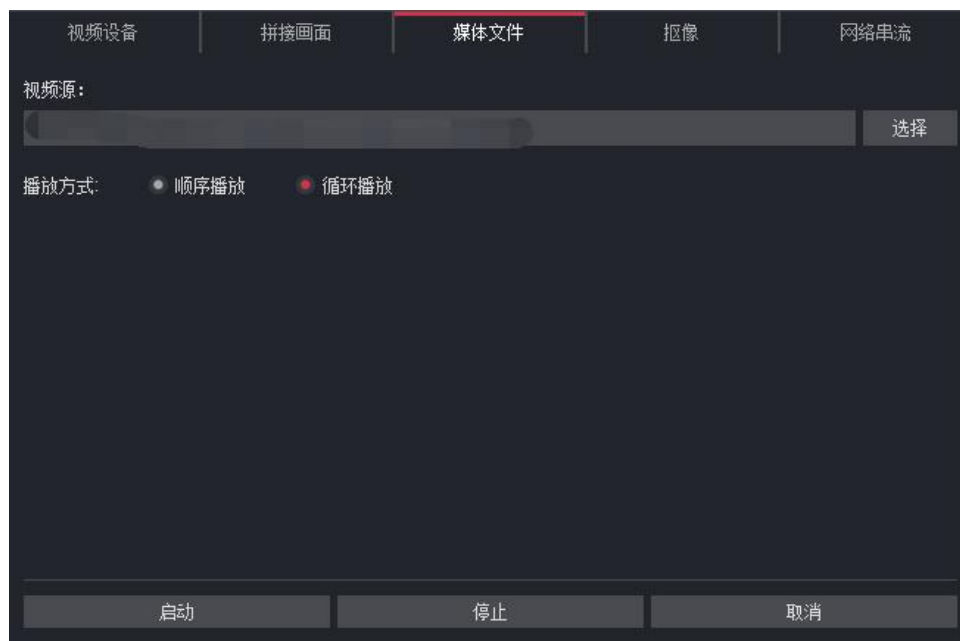 视频设备 拼接画面 媒体文件 抠像 网络串流
视频源:
选择
播放方式: 顺序播放 循环播放
启动 停止 取消